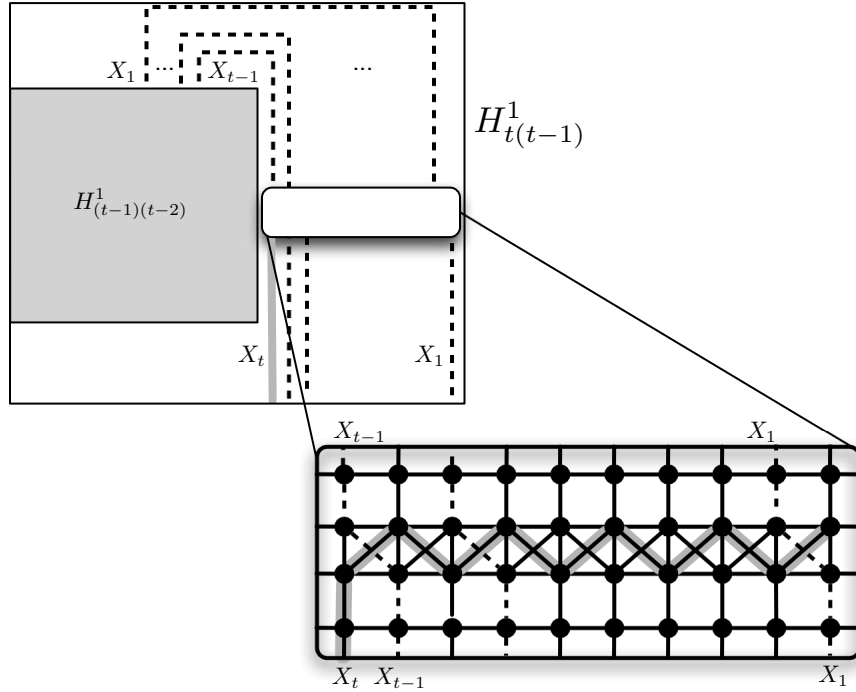 X_1 ... X_{t-1} ...
H^1_{t(t-1)}
H^1_{(t-1)(t-2)}
X_t X_1
X_{t-1} X_1
X_t X_{t-1} X_1